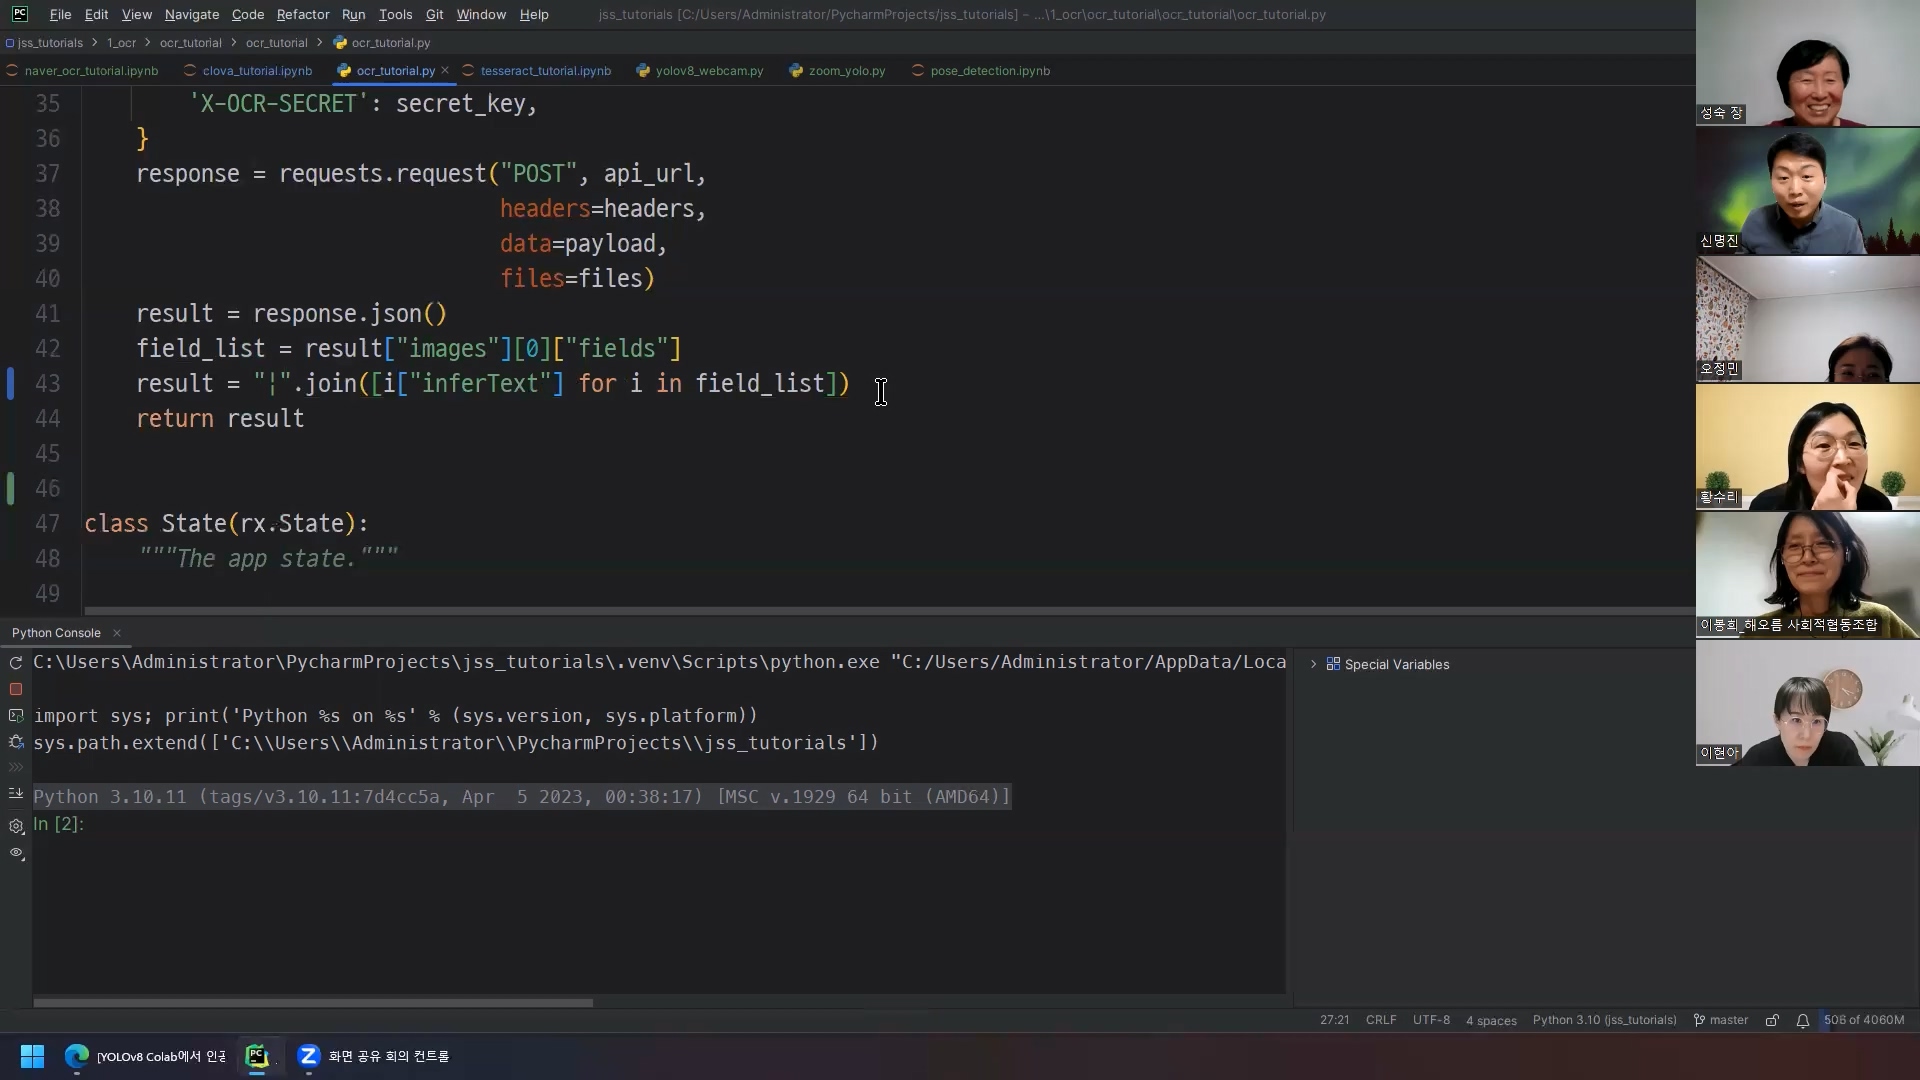 PC File Edit View Navigate Code Refactor Run Tools Git Window Help jss_tutorials [C:/Users/Administrator/PycharmProjects/jss_tutorials] – ...\1_ocr\ocr_tutorial\ocr_tutorial\ocr_tutorial.py
jss_tutorials > 1_ocr > ocr_tutorial > ocr_tutorial > ocr_tutorial.py
naver_ocr_tutorial.ipynb clova_tutorial.ipynb ocr_tutorial.py × tesseract_tutorial.ipynb yolov8_webcam.py zoom_yolo.py pose_detection.ipynb
35 'X-OCR-SECRET': secret_key,
36 }
37 response = requests.request("POST", api_url,
38 headers=headers,
39 data=payload,
40 files=files)
41 result = response.json()
42 field_list = result["images"][0]["fields"]
43 result = "¦".join([i["inferText"] for i in field_list])
44 return result
45
46
47 class State(rx.State):
48 """The app state."""
49
Python Console ×
C:\Users\Administrator\PycharmProjects\jss_tutorials\.venv\Scripts\python.exe "C:/Users/Administrator/AppData/Loca
import sys; print('Python %s on %s' % (sys.version, sys.platform))
sys.path.extend(['C:\\Users\\Administrator\\PycharmProjects\\jss_tutorials'])
Python 3.10.11 (tags/v3.10.11:7d4cc5a, Apr  5 2023, 00:38:17) [MSC v.1929 64 bit (AMD64)]
In [2]:
Special Variables
성숙 장
신명진
오정민
황수리
이봉희_해오름 사회적협동조합
이현아
27:21 CRLF UTF-8 4 spaces Python 3.10 (jss_tutorials) master 506 of 4060M
[YOLOv8 Colab에서 인공 PC 화면 공유 회의 컨트롤